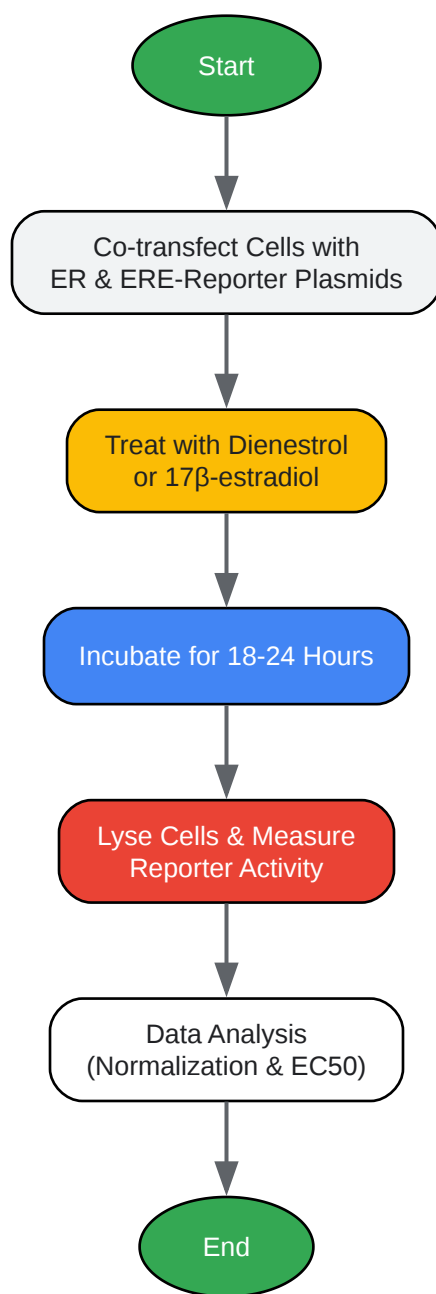 Start
Co-transfect Cells with
ER & ERE-Reporter Plasmids
Treat with Dienestrol
or 17β-estradiol
Incubate for 18-24 Hours
Lyse Cells & Measure
Reporter Activity
Data Analysis
(Normalization & EC50)
End